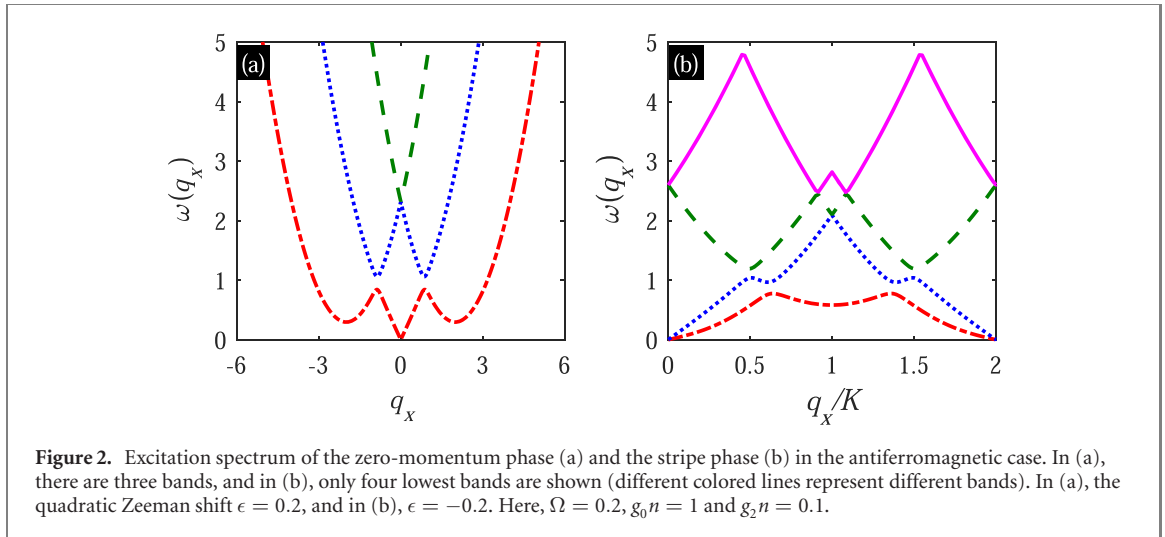 (a)
ω(q_x)
5
4
3
2
1
0
-6 -3 0 3 6
q_x
(b)
ω(q_x)
5
4
3
2
1
0
0 0.5 1 1.5 2
q_x/K
Figure 2. Excitation spectrum of the zero-momentum phase (a) and the stripe phase (b) in the antiferromagnetic case. In (a),
there are three bands, and in (b), only four lowest bands are shown (different colored lines represent different bands). In (a), the
quadratic Zeeman shift ϵ = 0.2, and in (b), ϵ = −0.2. Here, Ω = 0.2, g₀n = 1 and g₂n = 0.1.